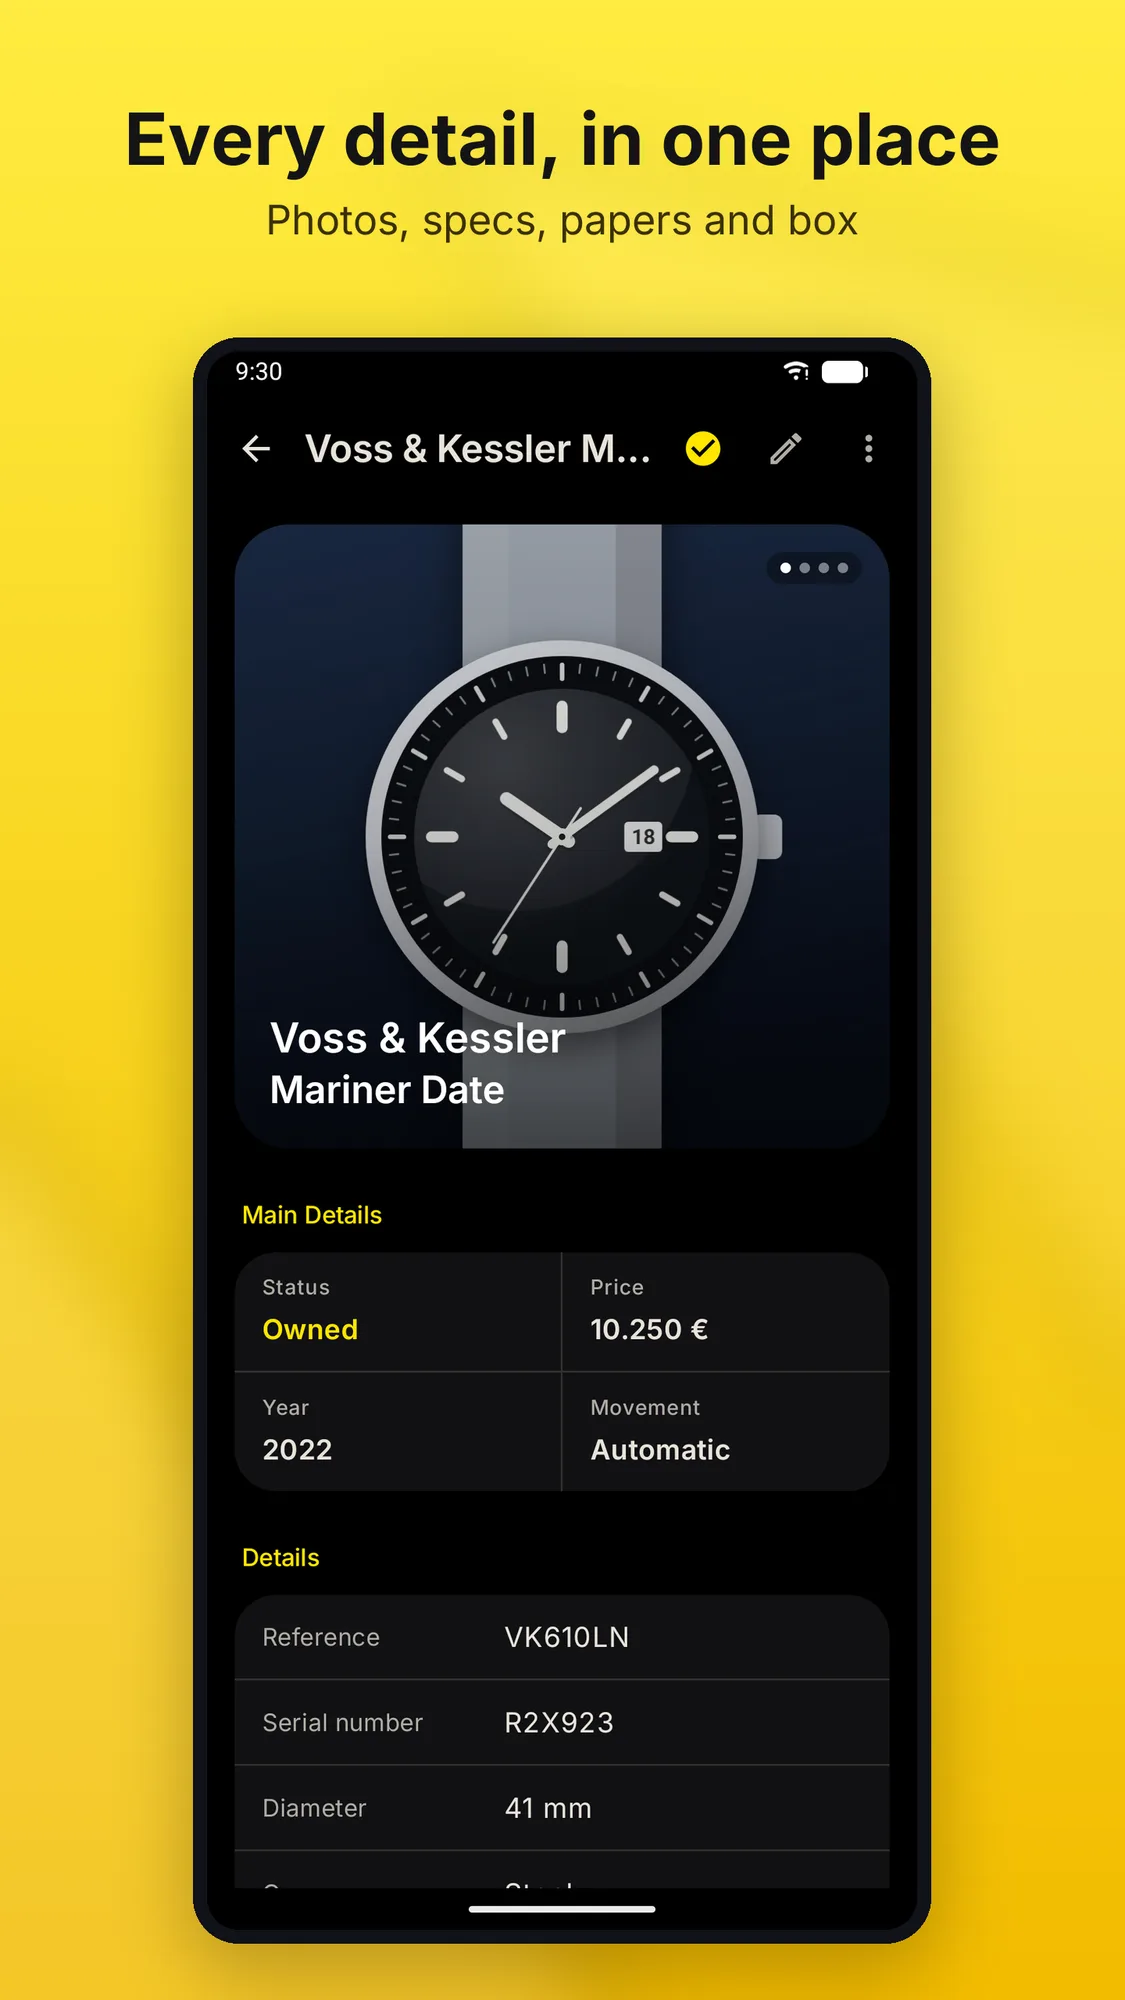 Every detail, in one place
Photos, specs, papers and box
9:30
Voss & Kessler M...
18
Voss & Kessler
Mariner Date
Main Details
Status
Price
Owned
10.250 €
Year
Movement
2022
Automatic
Details
Reference VK610LN
Serial number R2X923
Diameter 41 mm